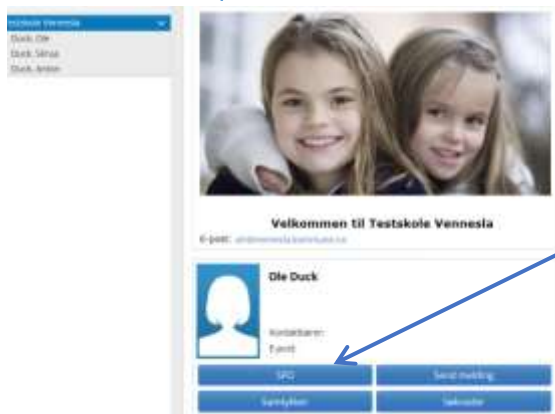 Testskole Vennesla
Duck, Ole
Duck, Simus
Duck, Anton
Velkommen til Testskole Vennesla
E-post:
Ole Duck
Kontaktlærer:
E-post:
SFO
Send melding
Samtykker
Søknader